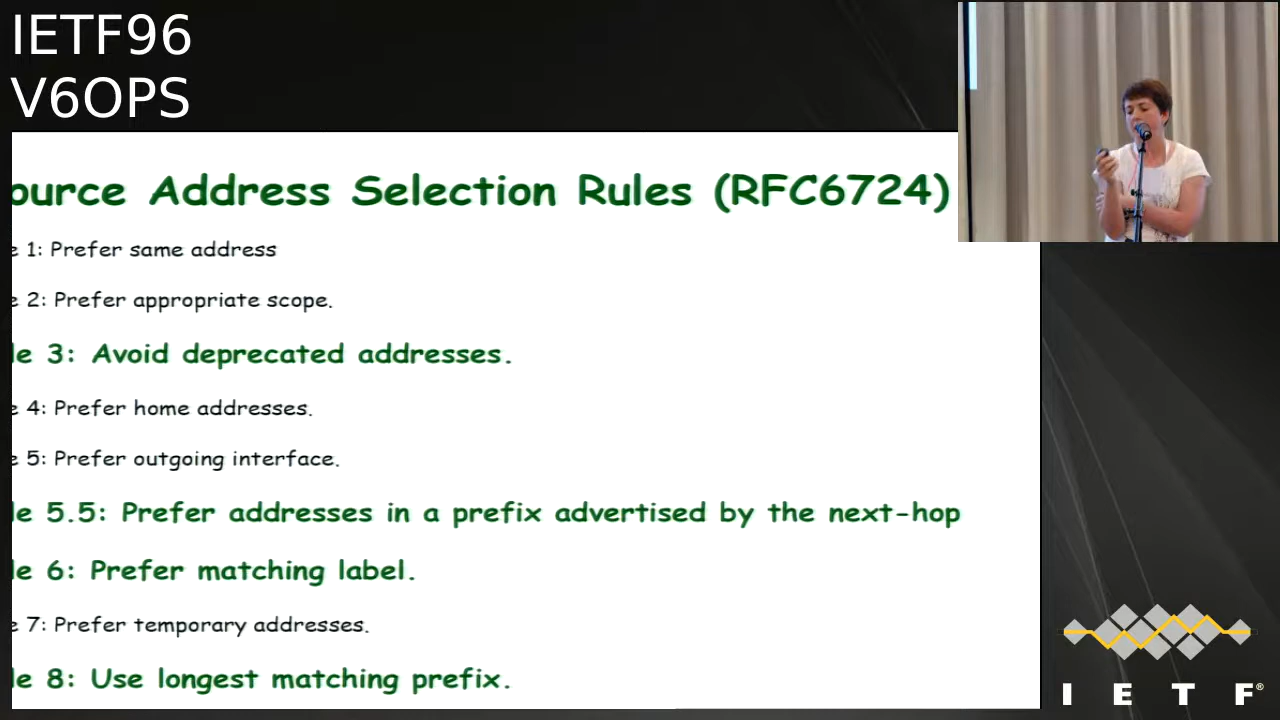 IETF96
V6OPS
ource Address Selection Rules (RFC6724)
e 1: Prefer same address
e 2: Prefer appropriate scope.
le 3: Avoid deprecated addresses.
e 4: Prefer home addresses.
e 5: Prefer outgoing interface.
le 5.5: Prefer addresses in a prefix advertised by the next-hop
le 6: Prefer matching label.
e 7: Prefer temporary addresses.
le 8: Use longest matching prefix.
I E T F®